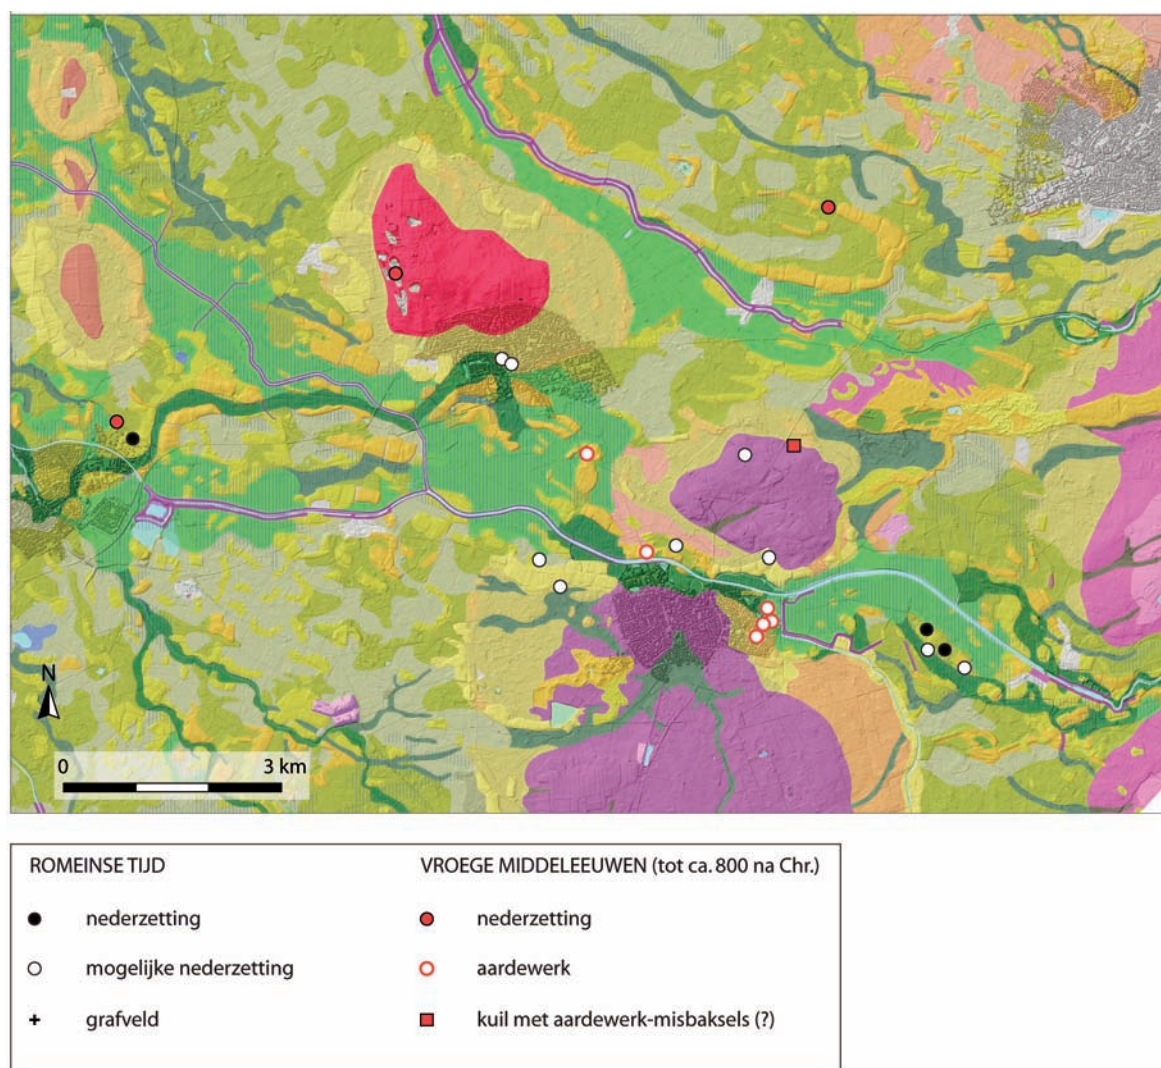 N
0 3 km
ROMEINSE TIJD
nederzetting
mogelijke nederzetting
grafveld
VROEGE MIDDELEEUWEN (tot ca. 800 na Chr.)
nederzetting
aardewerk
kuil met aardewerk-misbaksels (?)